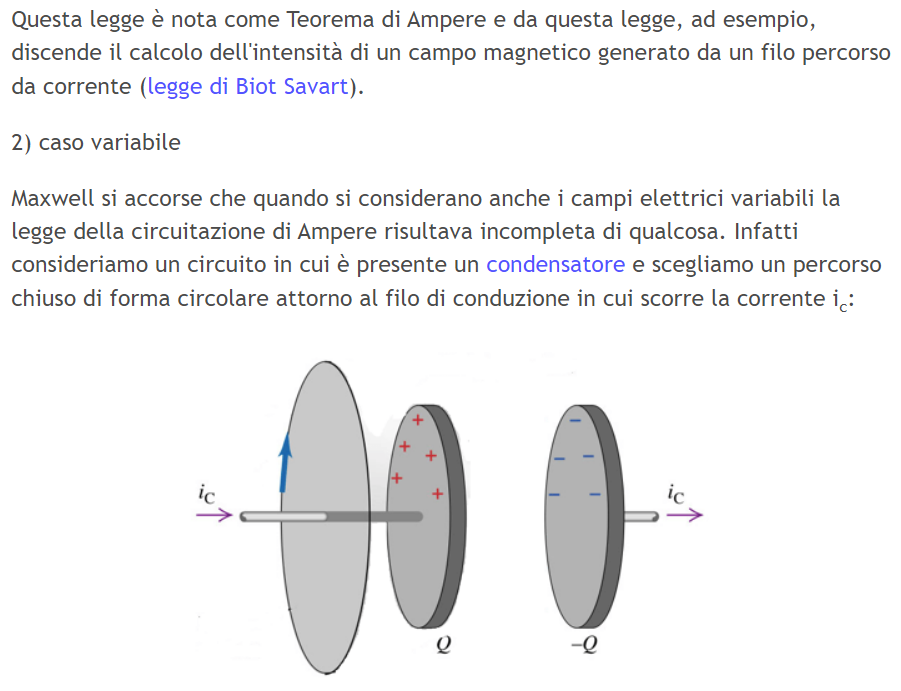 Questa legge è nota come Teorema di Ampere e da questa legge, ad esempio,
discende il calcolo dell'intensità di un campo magnetico generato da un filo percorso
da corrente (legge di Biot Savart).
2) caso variabile
Maxwell si accorse che quando si considerano anche i campi elettrici variabili la
legge della circuitazione di Ampere risultava incompleta di qualcosa. Infatti
consideriamo un circuito in cui è presente un condensatore e scegliamo un percorso
chiuso di forma circolare attorno al filo di conduzione in cui scorre la corrente ic:
iC
iC
Q
–Q